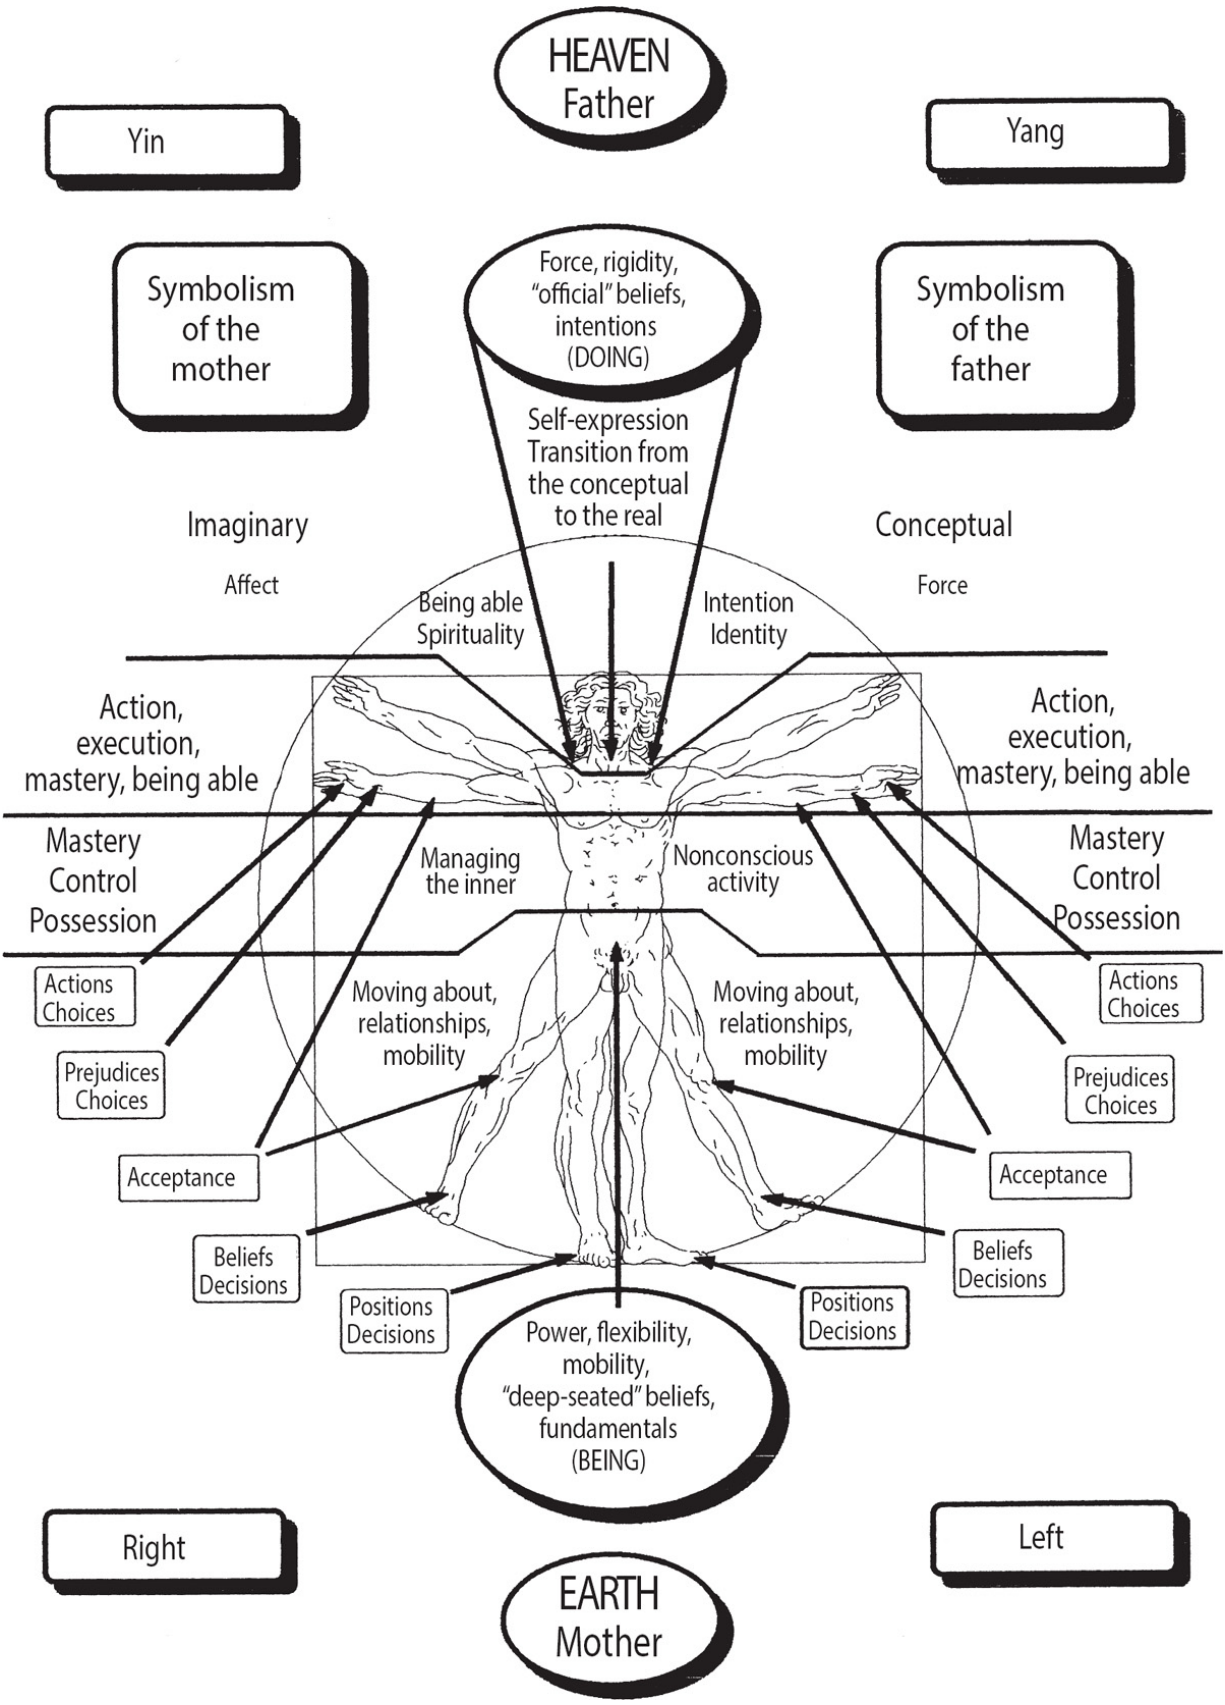 HEAVEN
Father
Yin
Yang
Symbolism
of the
mother
Force, rigidity,
“official” beliefs,
intentions
(DOING)
Symbolism
of the
father
Self-expression
Transition from
the conceptual
to the real
Imaginary
Conceptual
Affect
Force
Being able
Spirituality
Intention
Identity
Action,
execution,
mastery, being able
Action,
execution,
mastery, being able
Mastery
Control
Possession
Managing
the inner
Nonconscious
activity
Mastery
Control
Possession
Actions
Choices
Moving about,
relationships,
mobility
Moving about,
relationships,
mobility
Actions
Choices
Prejudices
Choices
Prejudices
Choices
Acceptance
Acceptance
Beliefs
Decisions
Beliefs
Decisions
Positions
Decisions
Positions
Decisions
Power, flexibility,
mobility,
“deep-seated” beliefs,
fundamentals
(BEING)
Right
Left
EARTH
Mother